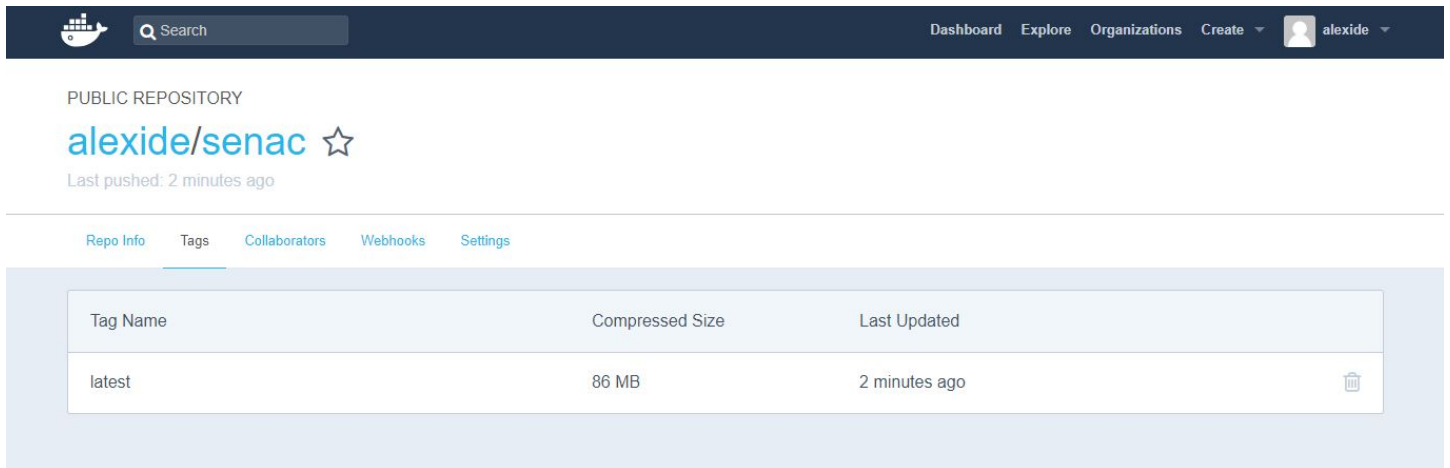 Search Dashboard Explore Organizations Create alexide
PUBLIC REPOSITORY
alexide/senac
Last pushed: 2 minutes ago
Repo Info Tags Collaborators Webhooks Settings
Tag Name Compressed Size Last Updated
latest 86 MB 2 minutes ago